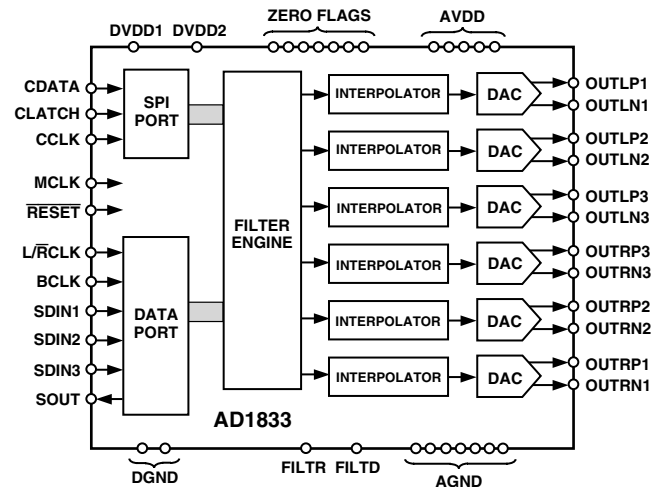 ZERO FLAGS
AVDD
DVDD1
DVDD2
CDATA
CLATCH
CCLK
SPI
PORT
MCLK
RESET
L/RCLK
BCLK
SDIN1
SDIN2
SDIN3
SOUT
DATA
PORT
FILTER
ENGINE
INTERPOLATOR
DAC
OUTLP1
OUTLN1
INTERPOLATOR
DAC
OUTLP2
OUTLN2
INTERPOLATOR
DAC
OUTLP3
OUTLN3
INTERPOLATOR
DAC
OUTRP3
OUTRN3
INTERPOLATOR
DAC
OUTRP2
OUTRN2
INTERPOLATOR
DAC
OUTRP1
OUTRN1
AD1833
DGND
FILTR
FILTD
AGND